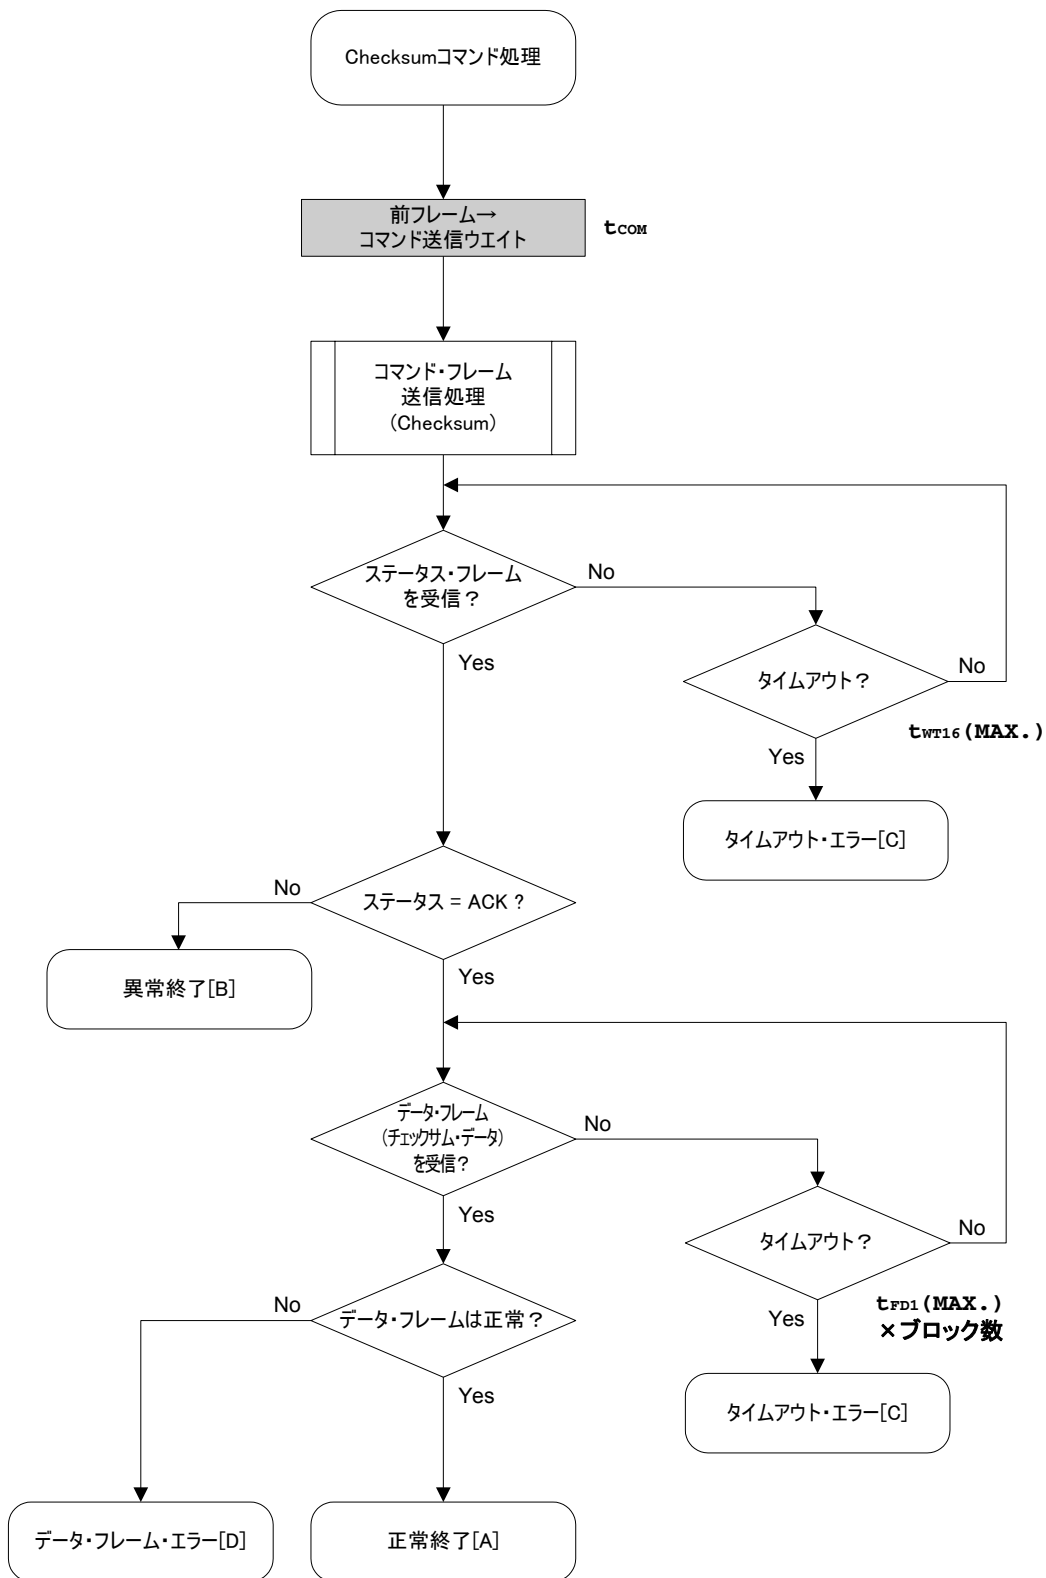 Checksumコマンド処理
前フレーム→
コマンド送信ウエイト
tCOM
コマンド・フレーム
送信処理
(Checksum)
ステータス・フレーム
を受信？
No
Yes
タイムアウト？
No
tWT16(MAX.)
Yes
タイムアウト・エラー[C]
ステータス = ACK？
No
Yes
異常終了[B]
データ・フレーム
(チェックサム・データ)
を受信？
No
Yes
タイムアウト？
No
tFD1(MAX.)
×ブロック数
Yes
タイムアウト・エラー[C]
データ・フレームは正常？
No
Yes
データ・フレーム・エラー[D]
正常終了[A]